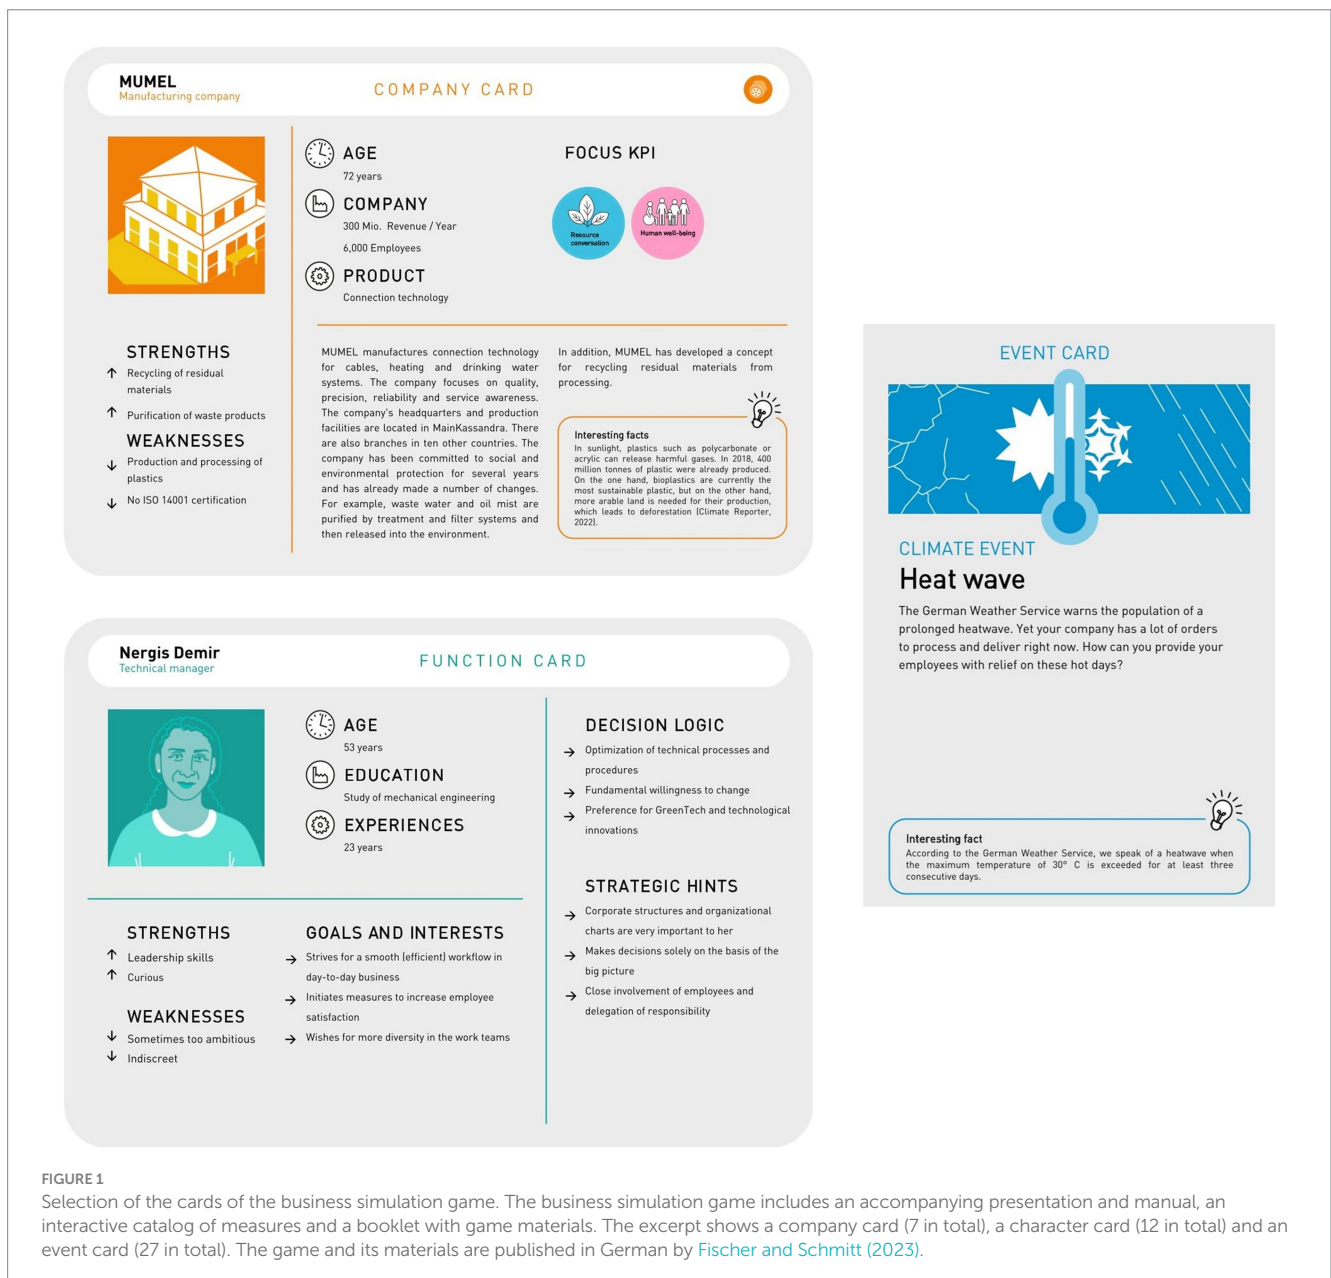 MUMEL
Manufacturing company
COMPANY CARD
AGE
72 years
COMPANY
300 Mio. Revenue / Year
6,000 Employees
PRODUCT
Connection technology
FOCUS KPI
Resource
conversation
Human well-being
STRENGTHS
↑ Recycling of residual
materials
↑ Purification of waste products
WEAKNESSES
↓ Production and processing of
plastics
↓ No ISO 14001 certification
MUMEL manufactures connection technology
for cables, heating and drinking water
systems. The company focuses on quality,
precision, reliability and service awareness.
The company's headquarters and production
facilities are located in MainKassandra. There
are also branches in ten other countries. The
company has been committed to social and
environmental protection for several years
and has already made a number of changes.
For example, waste water and oil mist are
purified by treatment and filter systems and
then released into the environment.
In addition, MUMEL has developed a concept
for recycling residual materials from
processing.
Interesting facts
In sunlight, plastics such as polycarbonate or
acrylic can release harmful gases. In 2018, 400
million tonnes of plastic were already produced.
On the one hand, bioplastics are currently the
most sustainable plastic, but on the other hand,
more arable land is needed for their production,
which leads to deforestation (Climate Reporter,
2022).
EVENT CARD
CLIMATE EVENT
Heat wave
The German Weather Service warns the population of a
prolonged heatwave. Yet your company has a lot of orders
to process and deliver right now. How can you provide your
employees with relief on these hot days?
Interesting fact
According to the German Weather Service, we speak of a heatwave when
the maximum temperature of 30° C is exceeded for at least three
consecutive days.
Nergis Demir
Technical manager
FUNCTION CARD
AGE
53 years
EDUCATION
Study of mechanical engineering
EXPERIENCES
23 years
STRENGTHS
↑ Leadership skills
↑ Curious
WEAKNESSES
↓ Sometimes too ambitious
↓ Indiscreet
GOALS AND INTERESTS
→ Strives for a smooth (efficient) workflow in
day-to-day business
→ Initiates measures to increase employee
satisfaction
→ Wishes for more diversity in the work teams
DECISION LOGIC
→ Optimization of technical processes and
procedures
→ Fundamental willingness to change
→ Preference for GreenTech and technological
innovations
STRATEGIC HINTS
→ Corporate structures and organizational
charts are very important to her
→ Makes decisions solely on the basis of the
big picture
→ Close involvement of employees and
delegation of responsibility
FIGURE 1
Selection of the cards of the business simulation game. The business simulation game includes an accompanying presentation and manual, an
interactive catalog of measures and a booklet with game materials. The excerpt shows a company card (7 in total), a character card (12 in total) and an
event card (27 in total). The game and its materials are published in German by Fischer and Schmitt (2023).